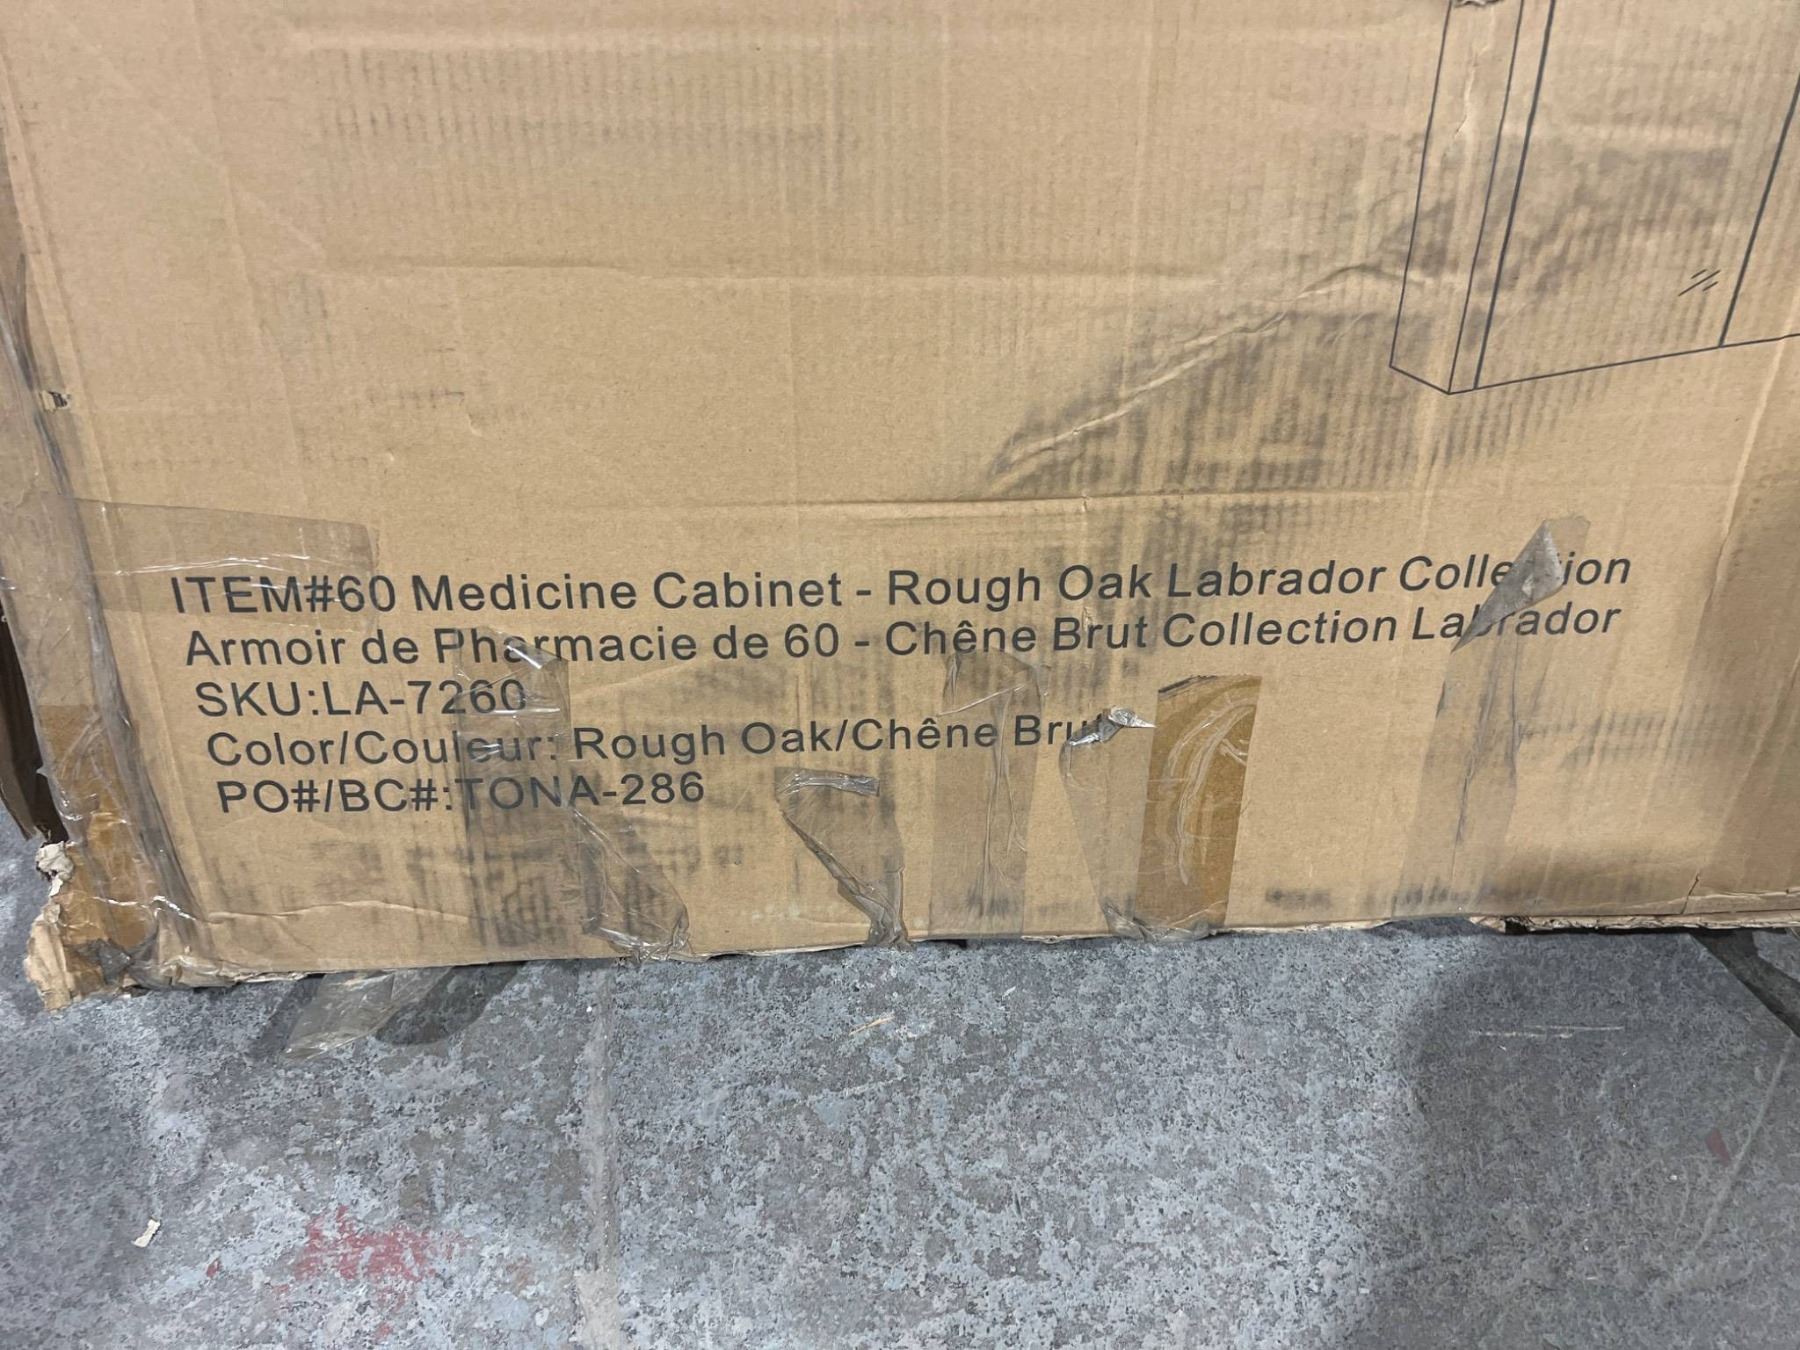 ITEM#60 Medicine Cabinet - Rough Oak Labrador Collection
Armoir de Pharmacie de 60 - Chêne Brut Collection Labrador
SKU:LA-7260
Color/Couleur: Rough Oak/Chêne Brut
PO#/BC#:TONA-286